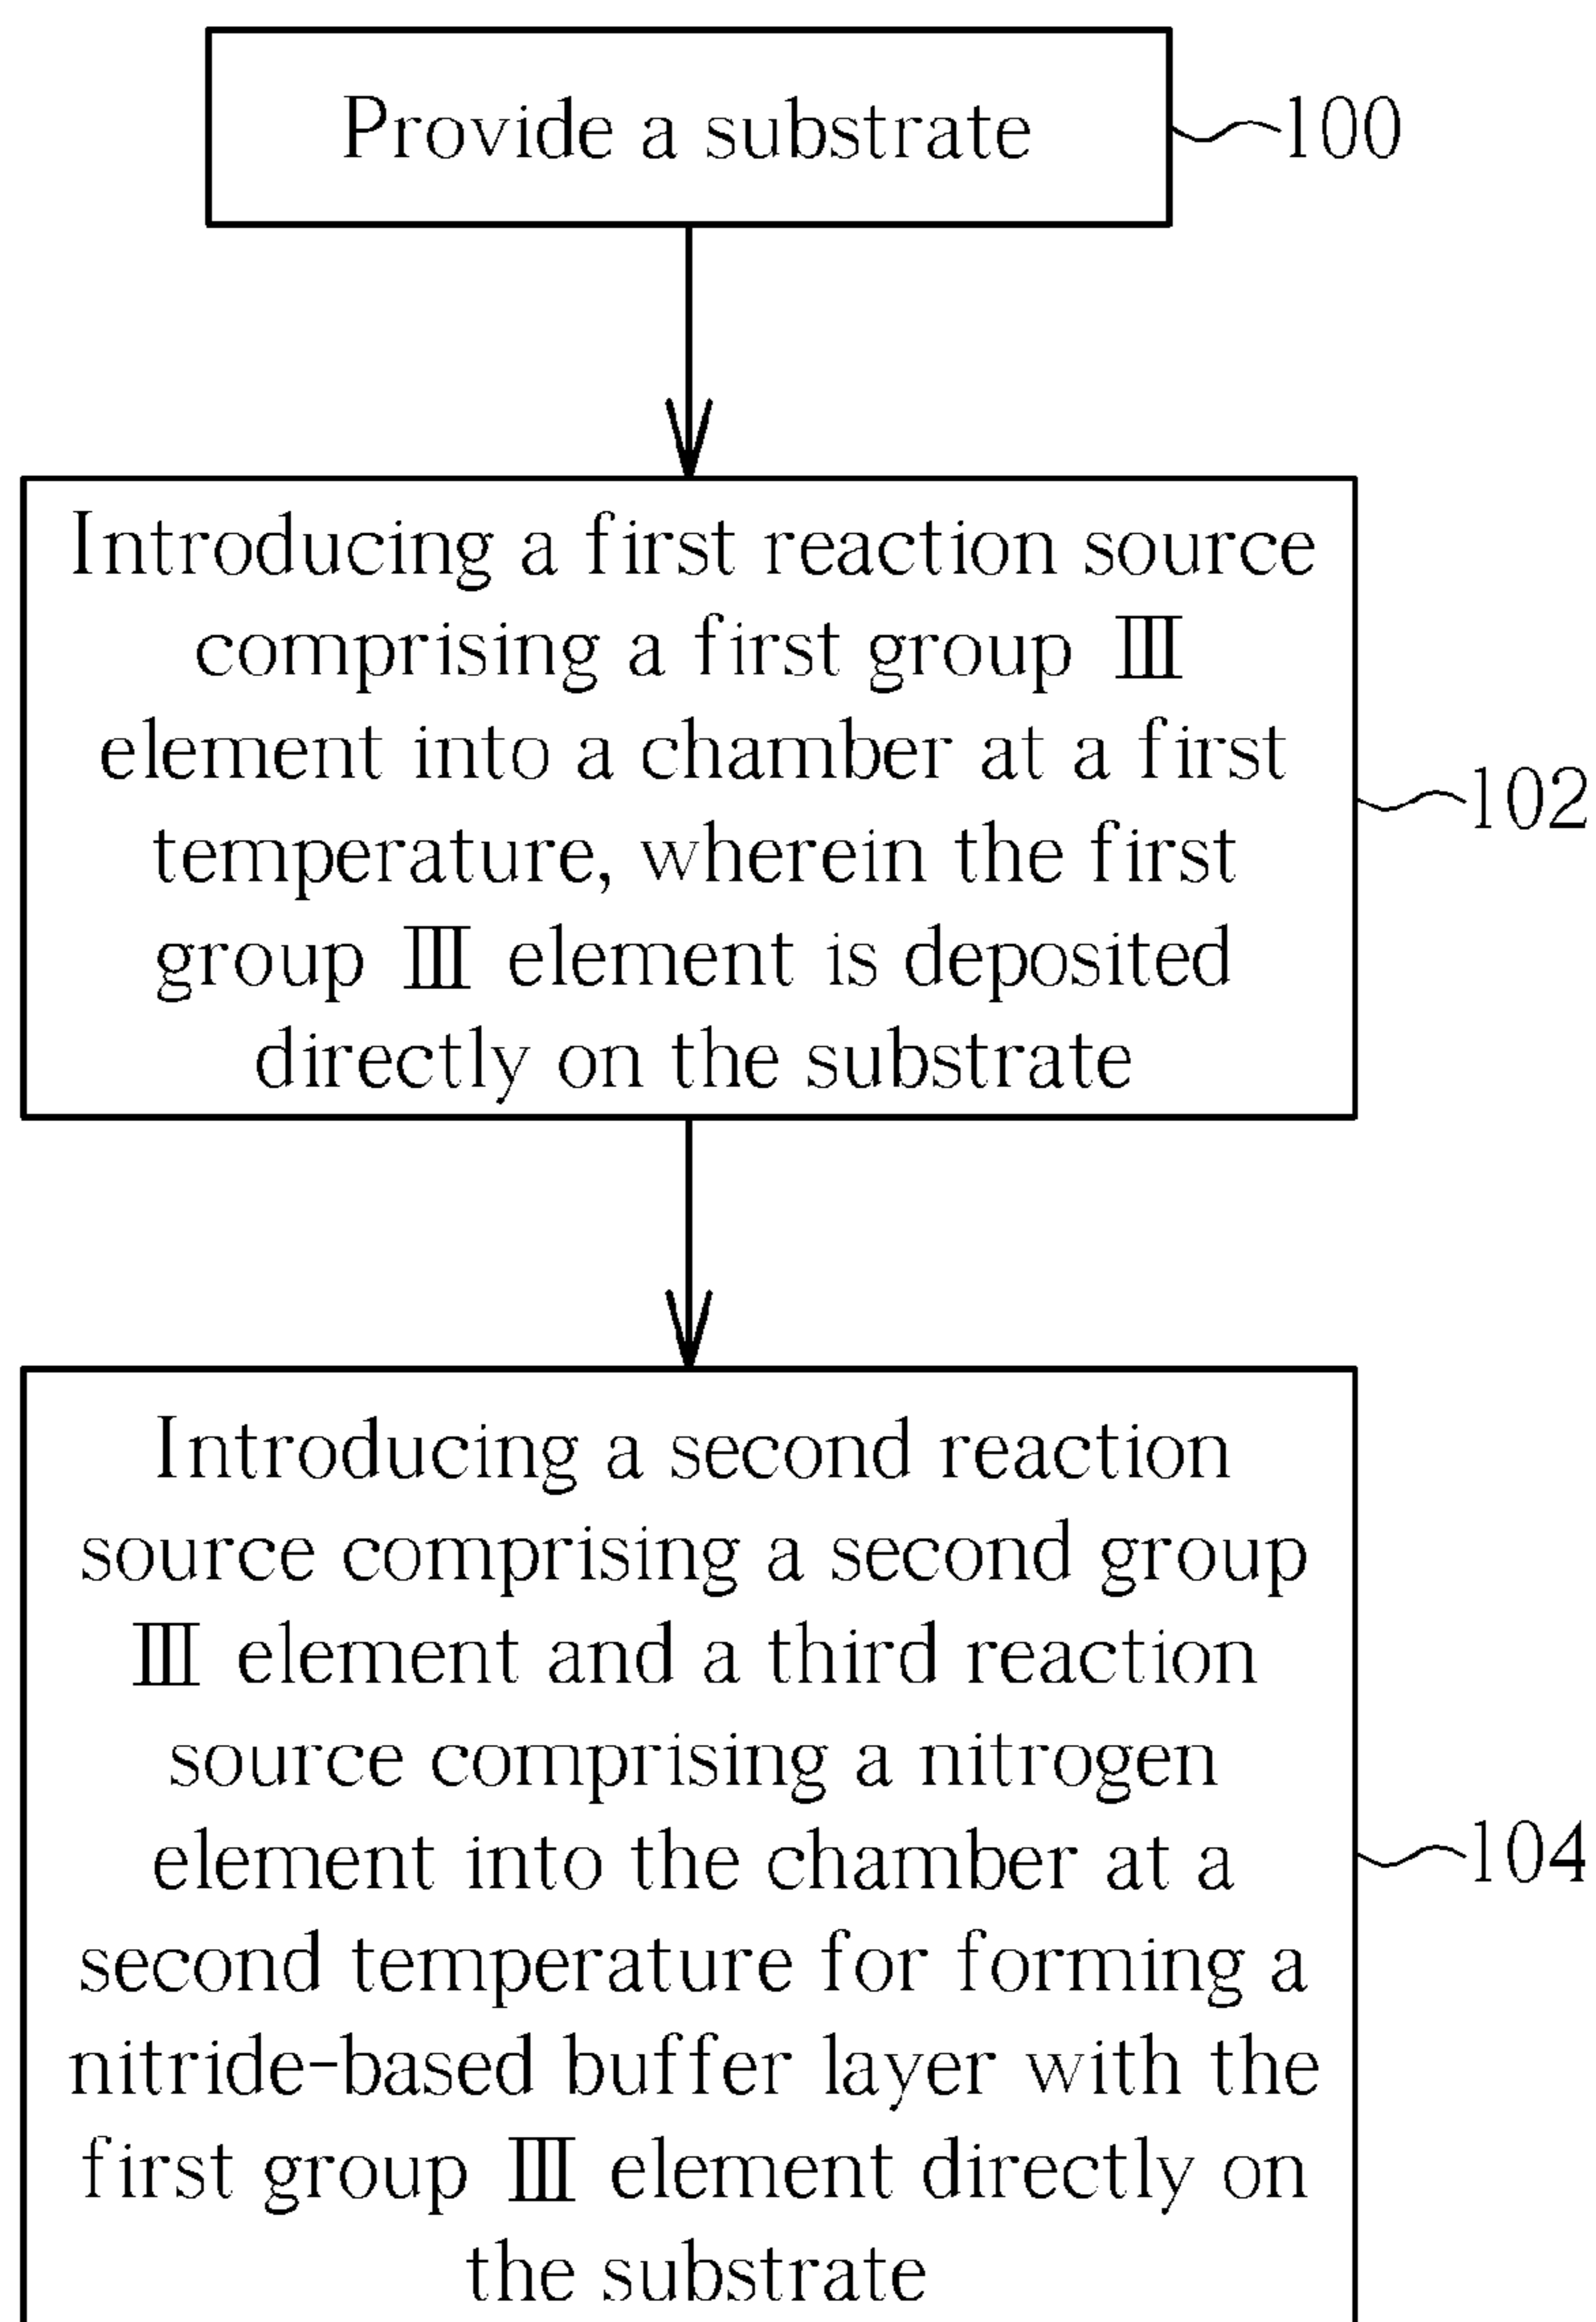 Provide a substrate
100
Introducing a first reaction source
comprising a first group III
element into a chamber at a first
temperature, wherein the first
group III element is deposited
directly on the substrate
102
Introducing a second reaction
source comprising a second group
III element and a third reaction
source comprising a nitrogen
element into the chamber at a
second temperature for forming a
nitride-based buffer layer with the
first group III element directly on
the substrate
104